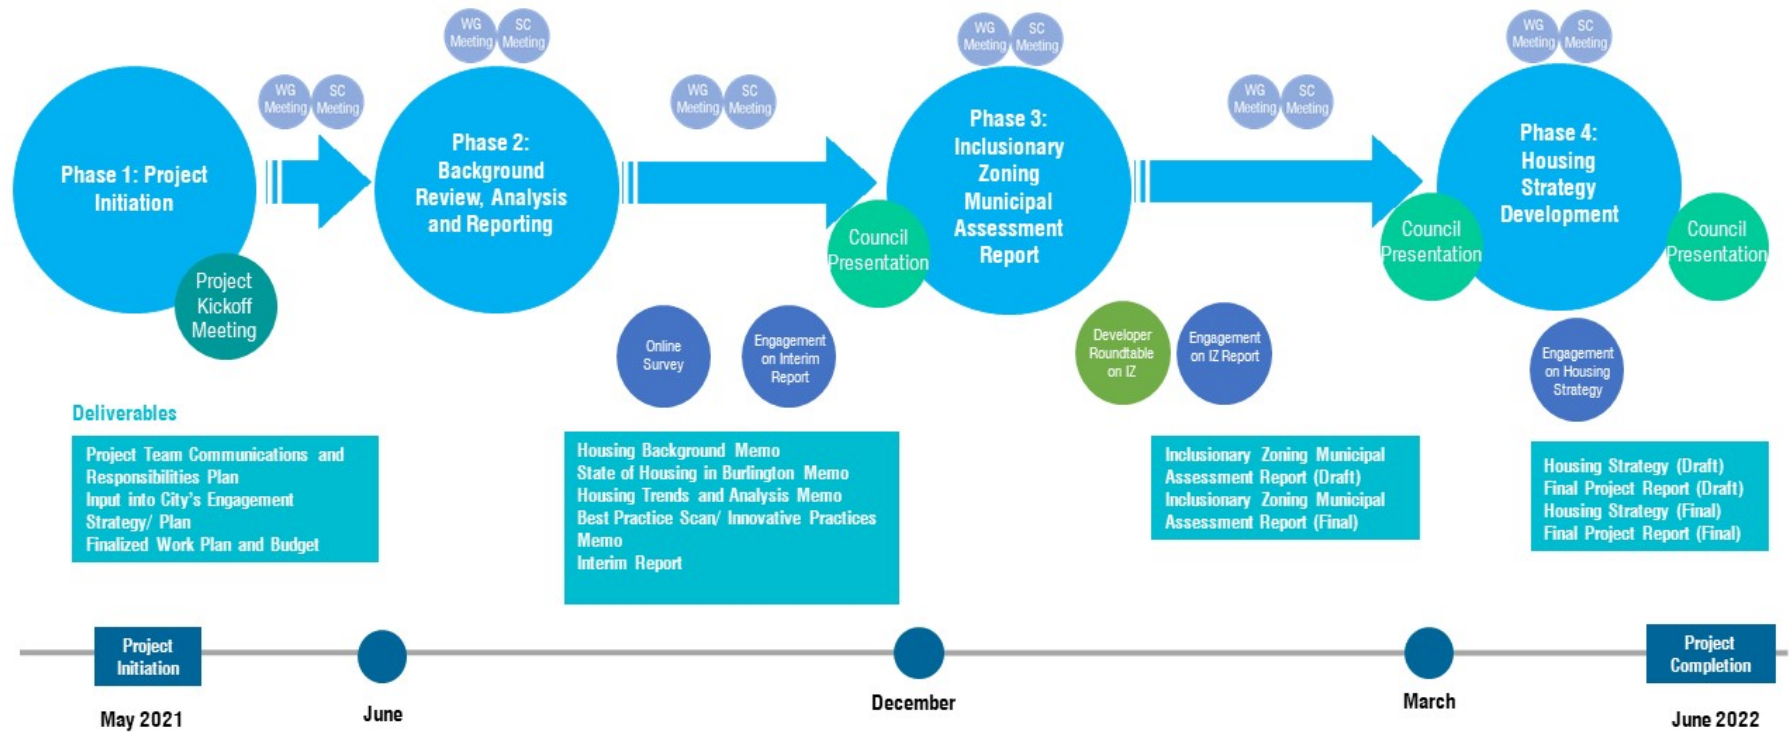 WG
Meeting
SC
Meeting
WG
Meeting
SC
Meeting
WG
Meeting
SC
Meeting
WG
Meeting
SC
Meeting
WG
Meeting
SC
Meeting
WG
Meeting
SC
Meeting
WG
Meeting
SC
Meeting
Phase 1: Project
Initiation
Project
Kickoff
Meeting
Phase 2:
Background
Review, Analysis
and Reporting
Council
Presentation
Phase 3:
Inclusionary
Zoning
Municipal
Assessment
Report
Council
Presentation
Phase 4:
Housing
Strategy
Development
Council
Presentation
Online
Survey
Engagement
on Interim
Report
Developer
Roundtable
on IZ
Engagement
on IZ Report
Engagement
on Housing
Strategy
Deliverables
Project Team Communications and
Responsibilities Plan
Input into City's Engagement
Strategy/ Plan
Finalized Work Plan and Budget
Housing Background Memo
State of Housing in Burlington Memo
Housing Trends and Analysis Memo
Best Practice Scan/ Innovative Practices
Memo
Interim Report
Inclusionary Zoning Municipal
Assessment Report (Draft)
Inclusionary Zoning Municipal
Assessment Report (Final)
Housing Strategy (Draft)
Final Project Report (Draft)
Housing Strategy (Final)
Final Project Report (Final)
Project
Initiation
Project
Completion
May 2021
June
December
March
June 2022